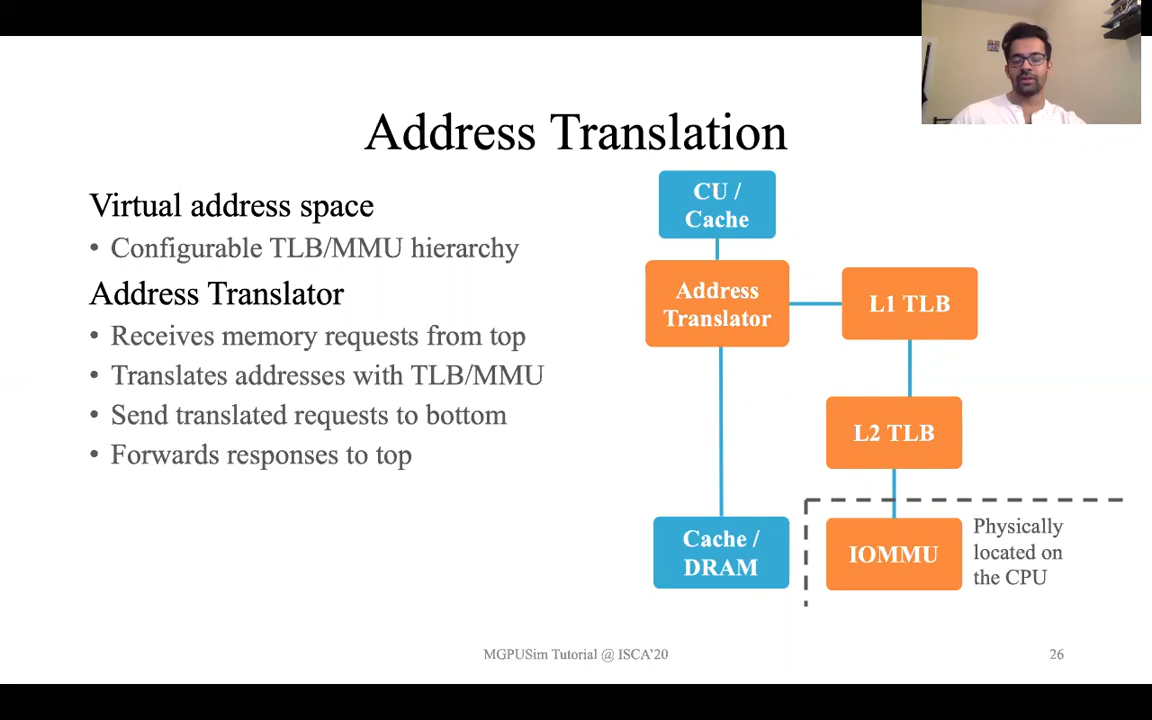 Address Translation
Virtual address space
• Configurable TLB/MMU hierarchy
Address Translator
• Receives memory requests from top
• Translates addresses with TLB/MMU
• Send translated requests to bottom
• Forwards responses to top
CU /
Cache
Address
Translator
L1 TLB
L2 TLB
Cache /
DRAM
IOMMU
Physically
located on
the CPU
MGPUSim Tutorial @ ISCA’20
26